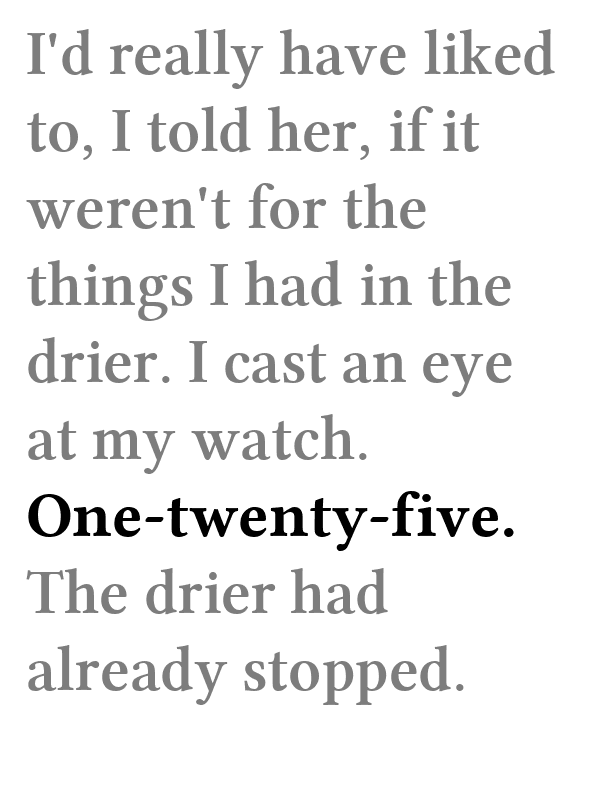 I'd really have liked
to, I told her, if it
weren't for the
things I had in the
drier. I cast an eye
at my watch.
One-twenty-five.
The drier had
already stopped.